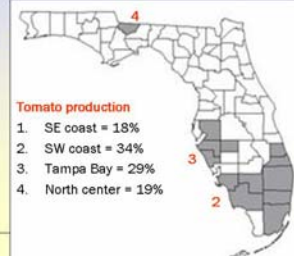 4
Tomato production
1. SE coast = 18%
2. SW coast = 34%
3. Tampa Bay = 29%
4. North center = 19%
3
2